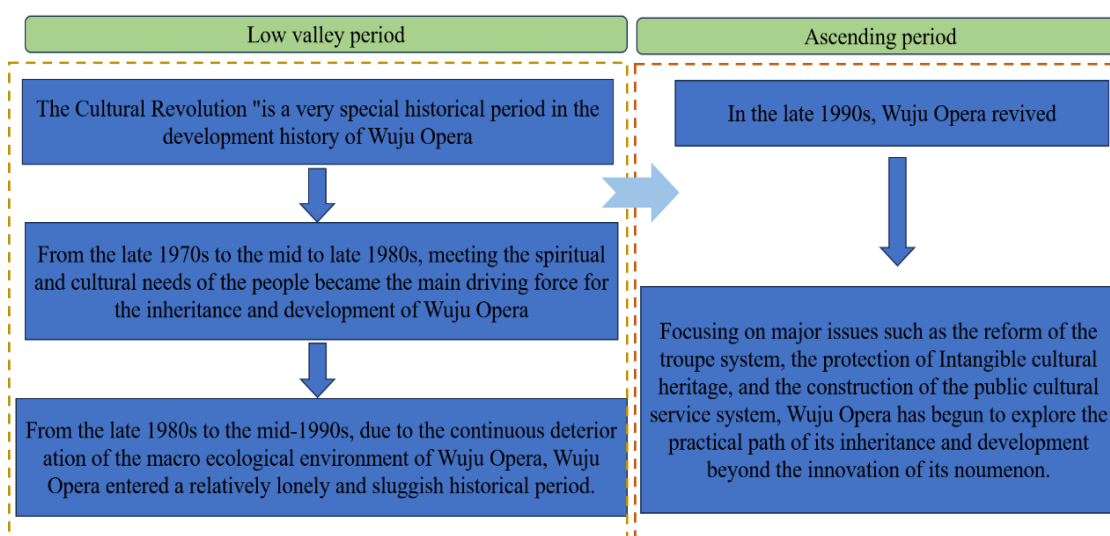 Low valley period
The Cultural Revolution "is a very special historical period in the
development history of Wuju Opera
From the late 1970s to the mid to late 1980s, meeting the spiritual
and cultural needs of the people became the main driving force for
the inheritance and development of Wuju Opera
From the late 1980s to the mid-1990s, due to the continuous deterior
ation of the macro ecological environment of Wuju Opera, Wuju
Opera entered a relatively lonely and sluggish historical period.
Ascending period
In the late 1990s, Wuju Opera revived
Focusing on major issues such as the reform of the
troupe system, the protection of Intangible cultural
heritage, and the construction of the public cultural
service system, Wuju Opera has begun to explore the
practical path of its inheritance and development
beyond the innovation of its noumenon.